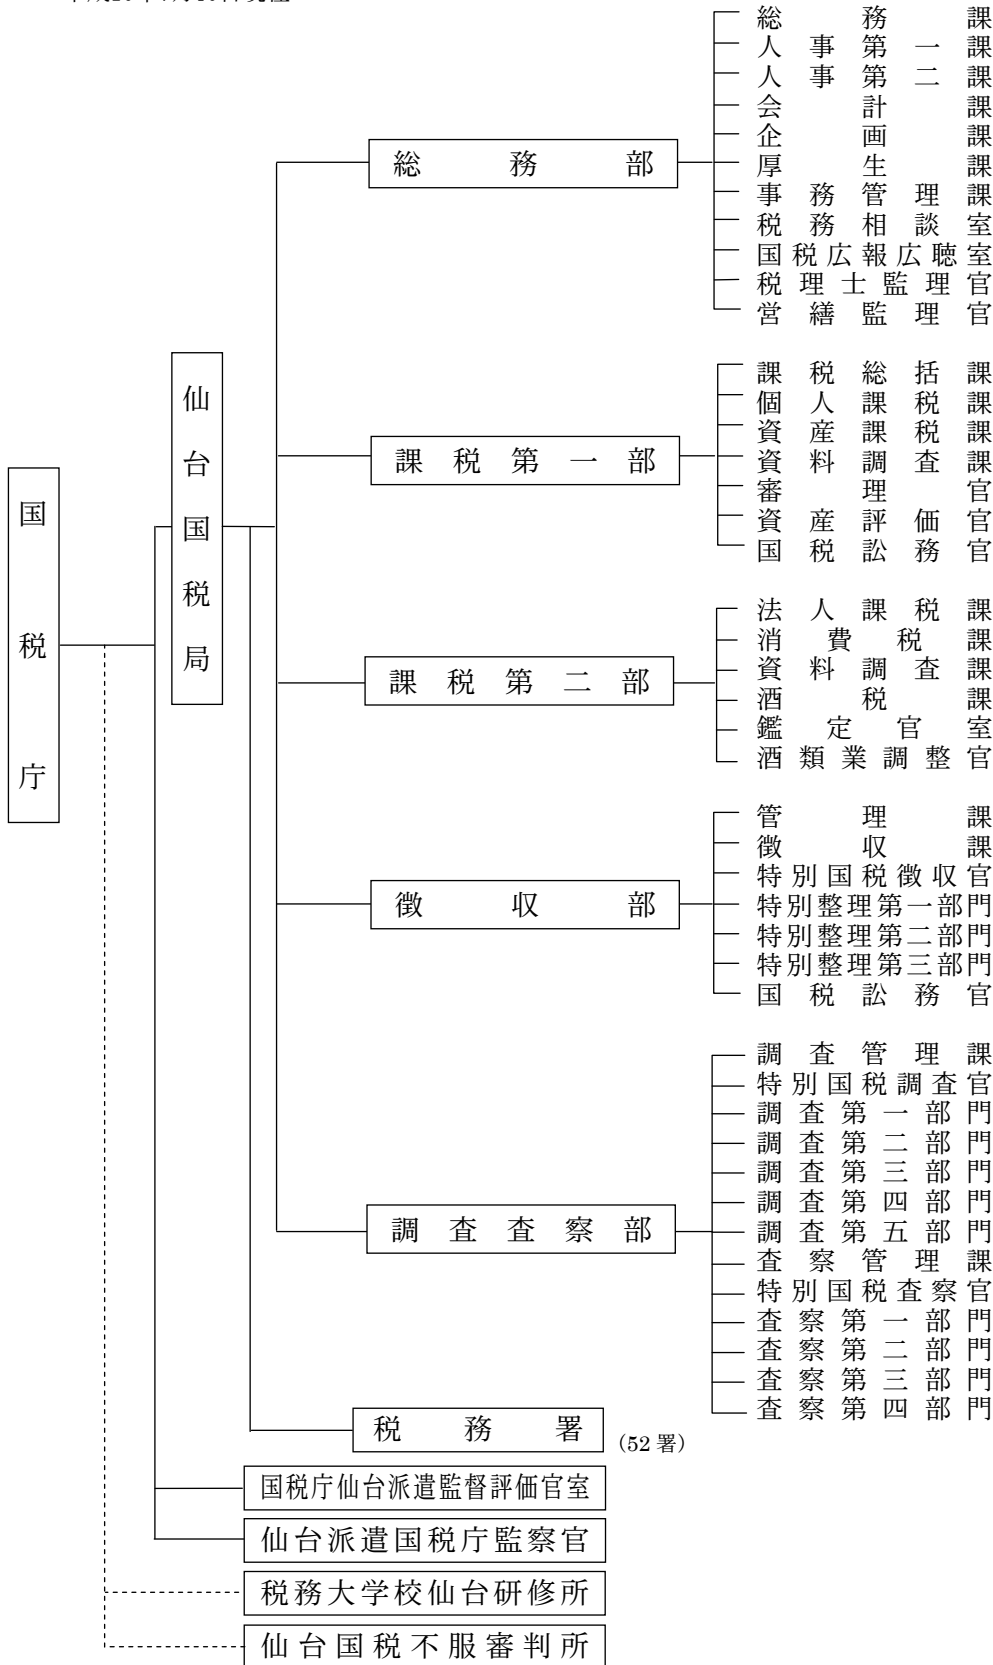 総務課
人事第一課
人事第二課
会計課
企画課
総務部
厚生課
事務管理課
税務相談室
国税広報広聴室
税理士監理官
営繕監理官
仙台国税局
課税総括課
個人課税課
資産課税課
課税第一部
資料調査課
審理官
資産評価官
国税訟務官
国税庁
法人課税課
消費税課
課税第二部
資料調査課
酒税課
鑑定官室
酒類業調整官
管理課
徴収課
特別国税徴収官
徴収部
特別整理第一部門
特別整理第二部門
特別整理第三部門
国税訟務官
調査管理課
特別国税調査官
調査第一部門
調査第二部門
調査第三部門
調査第四部門
調査査察部
調査第五部門
査察管理課
特別国税査察官
査察第一部門
査察第二部門
査察第三部門
査察第四部門
税務署 (52 署)
国税庁仙台派遣監督評価官室
仙台派遣国税庁監察官
税務大学校仙台研修所
仙台国税不服審判所